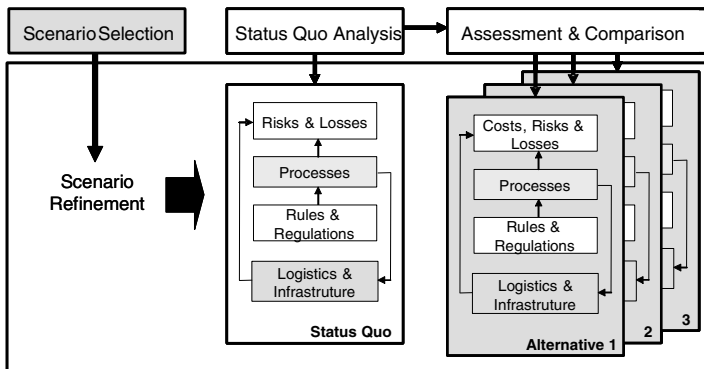 Scenario Selection
Status Quo Analysis
Assessment & Comparison
Scenario
Refinement
Risks & Losses
Processes
Rules &
Regulations
Logistics &
Infrastruture
Status Quo
Costs, Risks &
Losses
Processes
Rules &
Regulations
Logistics &
Infrastruture
Alternative 1
2
3